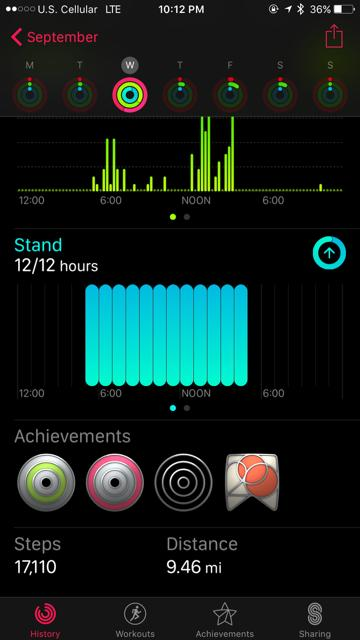 U.S. Cellular LTE 10:12 PM 36%
September
M T W T F S S
12:00 6:00 NOON 6:00
Stand
12/12 hours
12:00 6:00 NOON 6:00
Achievements
Steps Distance
17,110 9.46 mi
History Workouts Achievements Sharing